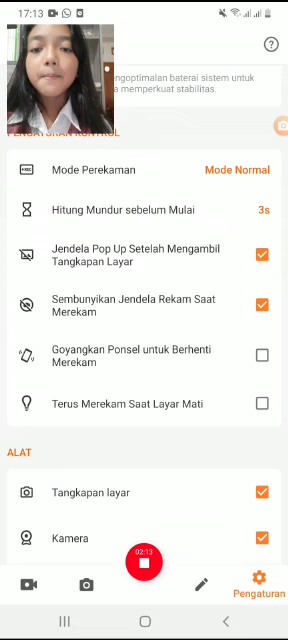 17:13
engoptimalan baterai sistem untuk
a memperkuat stabilitas.
PENGATURAN KONTROL
Mode Perekaman Mode Normal
Hitung Mundur sebelum Mulai 3s
Jendela Pop Up Setelah Mengambil
Tangkapan Layar
Sembunyikan Jendela Rekam Saat
Merekam
Goyangkan Ponsel untuk Berhenti
Merekam
Terus Merekam Saat Layar Mati
ALAT
Tangkapan layar
Kamera
02:13
Pengaturan